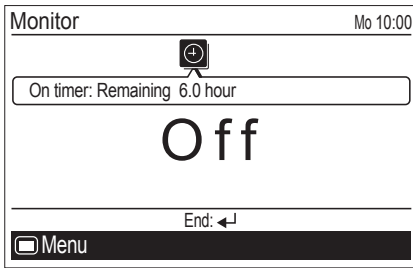 Monitor Mo 10:00
On timer: Remaining 6.0 hour
Off
End:
Menu